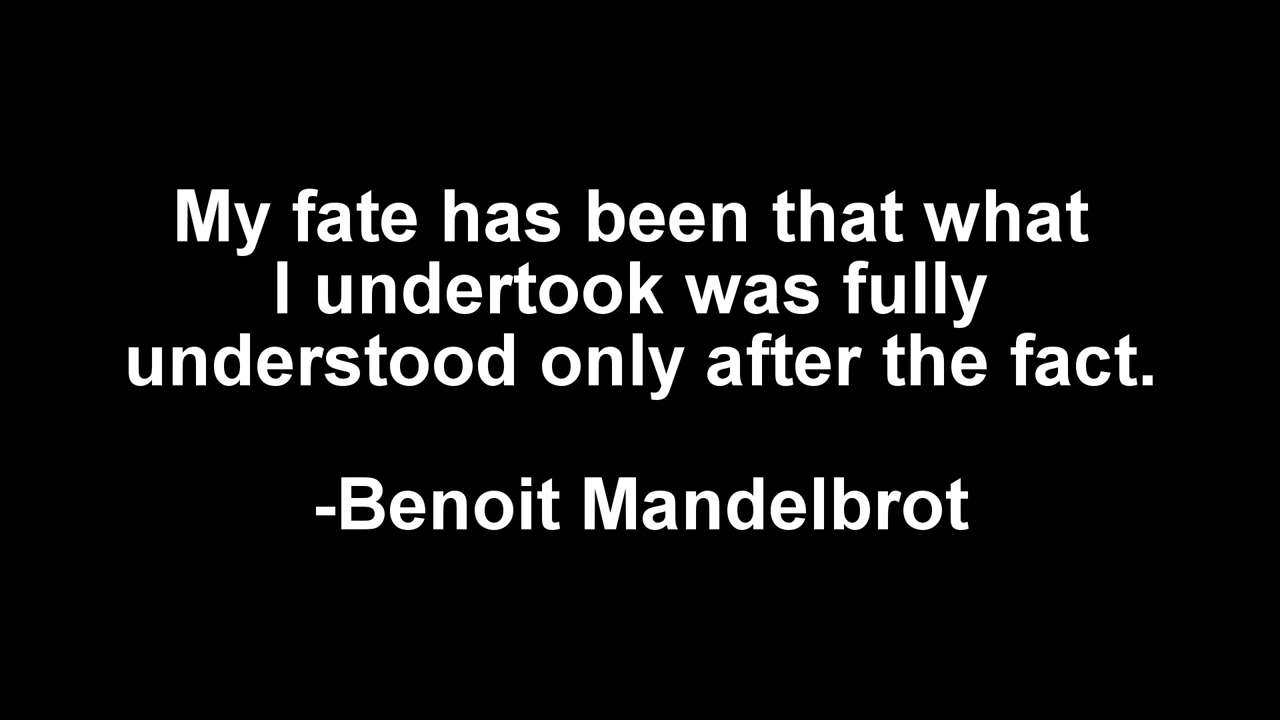 My fate has been that what
I undertook was fully
understood only after the fact.
-Benoit Mandelbrot